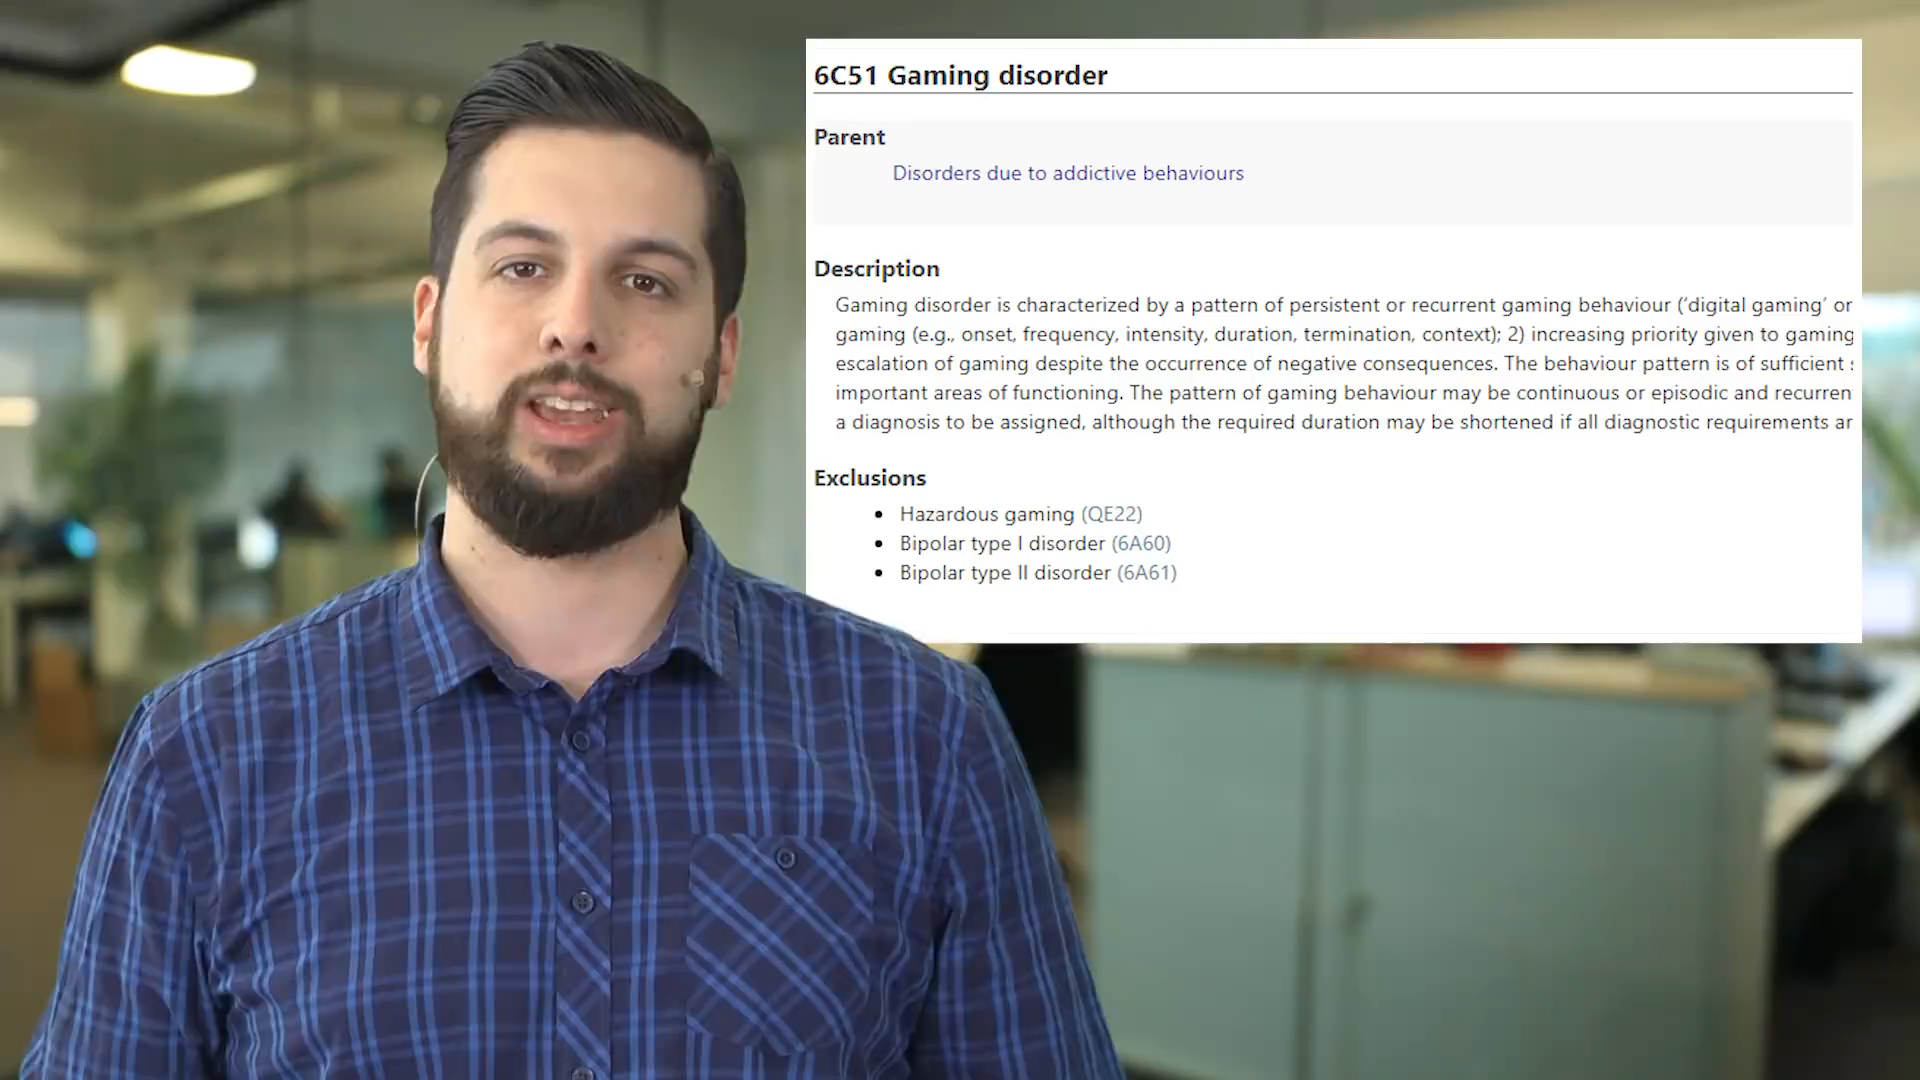 6C51 Gaming disorder
Parent
Disorders due to addictive behaviours
Description
Gaming disorder is characterized by a pattern of persistent or recurrent gaming behaviour (‘digital gaming’ or
gaming (e.g., onset, frequency, intensity, duration, termination, context); 2) increasing priority given to gaming
escalation of gaming despite the occurrence of negative consequences. The behaviour pattern is of sufficient
important areas of functioning. The pattern of gaming behaviour may be continuous or episodic and recurren
a diagnosis to be assigned, although the required duration may be shortened if all diagnostic requirements ar
Exclusions
• Hazardous gaming (QE22)
• Bipolar type I disorder (6A60)
• Bipolar type II disorder (6A61)